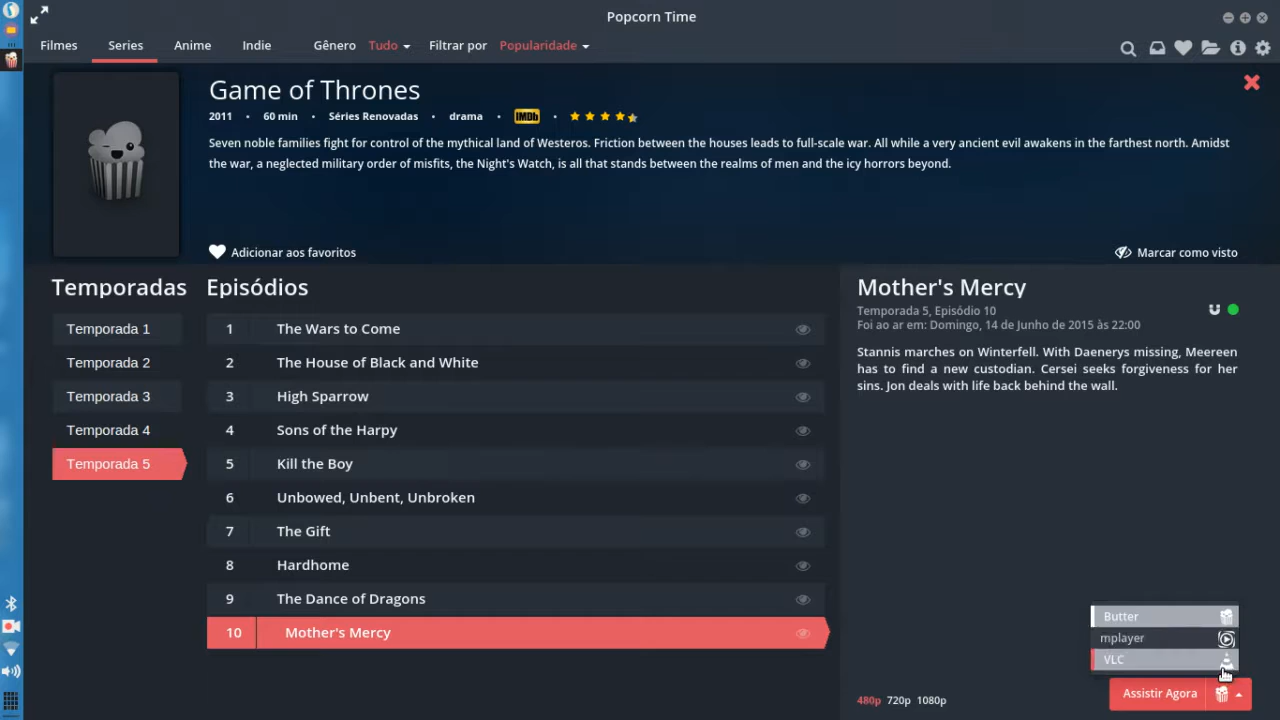 Popcorn Time
Filmes Series Anime Indie Gênero Tudo Filtrar por Popularidade
Game of Thrones
2011 • 60 min • Séries Renovadas • drama • IMDb •
Seven noble families fight for control of the mythical land of Westeros. Friction between the houses leads to full-scale war. All while a very ancient evil awakens in the farthest north. Amidst
the war, a neglected military order of misfits, the Night's Watch, is all that stands between the realms of men and the icy horrors beyond.
Adicionar aos favoritos
Marcar como visto
Temporadas
Temporada 1
Temporada 2
Temporada 3
Temporada 4
Temporada 5
Episódios
1 The Wars to Come
2 The House of Black and White
3 High Sparrow
4 Sons of the Harpy
5 Kill the Boy
6 Unbowed, Unbent, Unbroken
7 The Gift
8 Hardhome
9 The Dance of Dragons
10 Mother's Mercy
Mother's Mercy
Temporada 5, Episódio 10
Foi ao ar em: Domingo, 14 de Junho de 2015 às 22:00
Stannis marches on Winterfell. With Daenerys missing, Meereen
has to find a new custodian. Cersei seeks forgiveness for her
sins. Jon deals with life back behind the wall.
Butter
mplayer
VLC
480p 720p 1080p
Assistir Agora